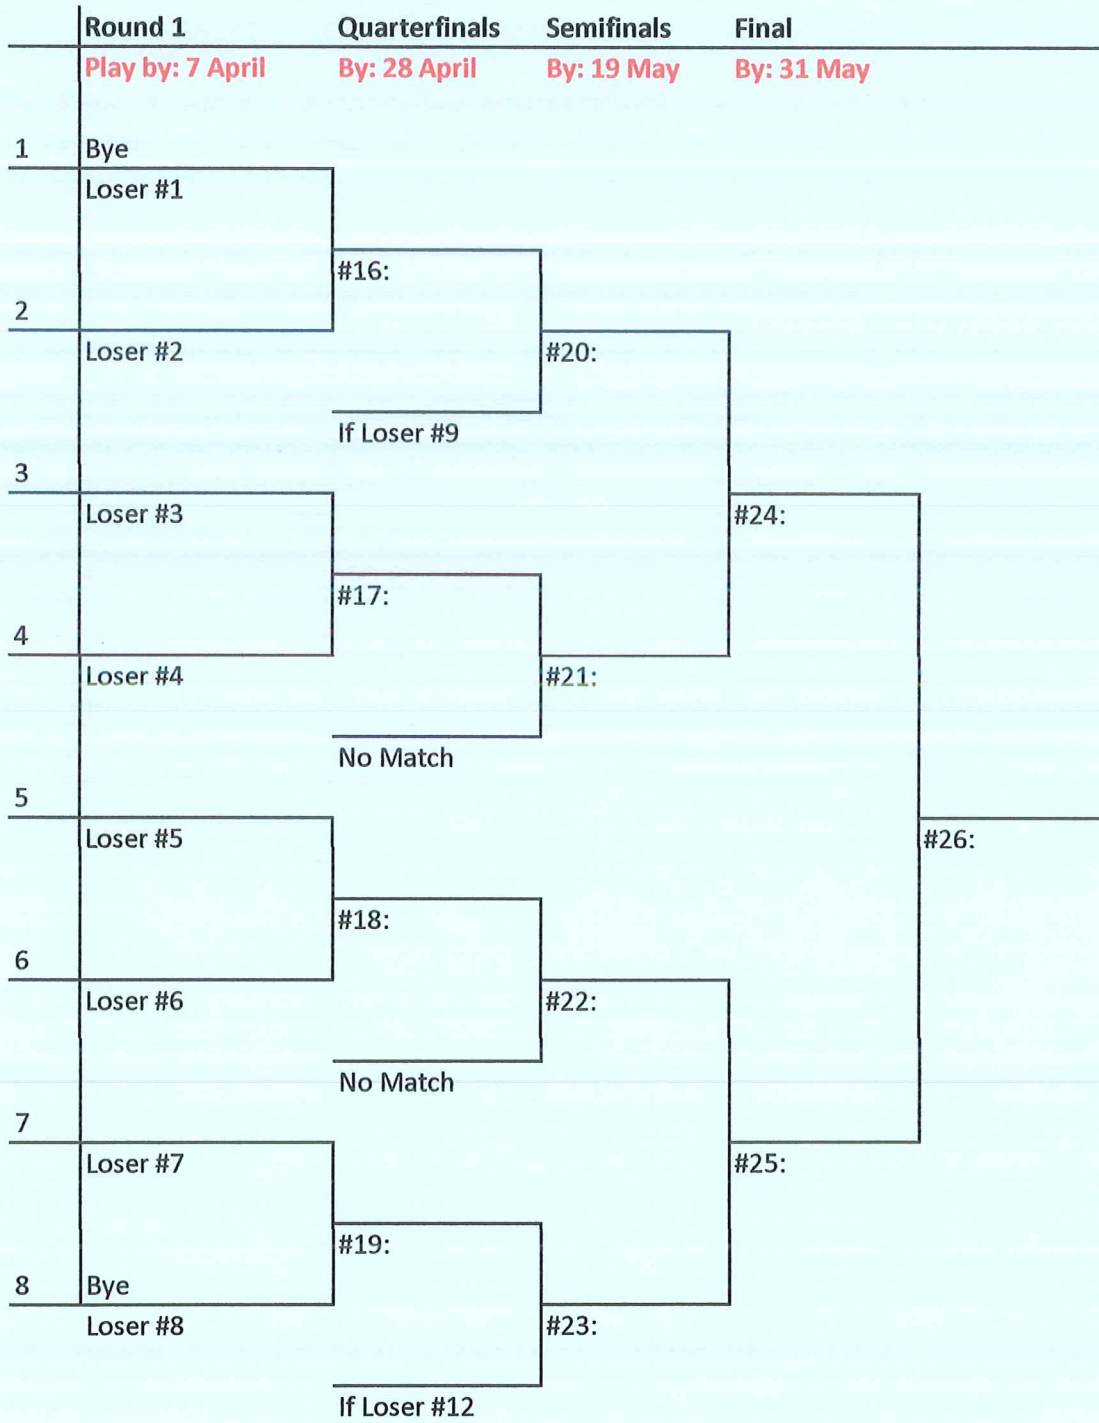 Round 1 Quarterfinals Semifinals Final
Play by: 7 April By: 28 April By: 19 May By: 31 May
1 Bye
Loser #1
#16:
2
Loser #2 #20:
If Loser #9
3
Loser #3 #24:
#17:
4
Loser #4 #21:
No Match
5
Loser #5 #26:
#18:
6
Loser #6 #22:
No Match
7
Loser #7 #25:
#19:
8 Bye
Loser #8 #23:
If Loser #12